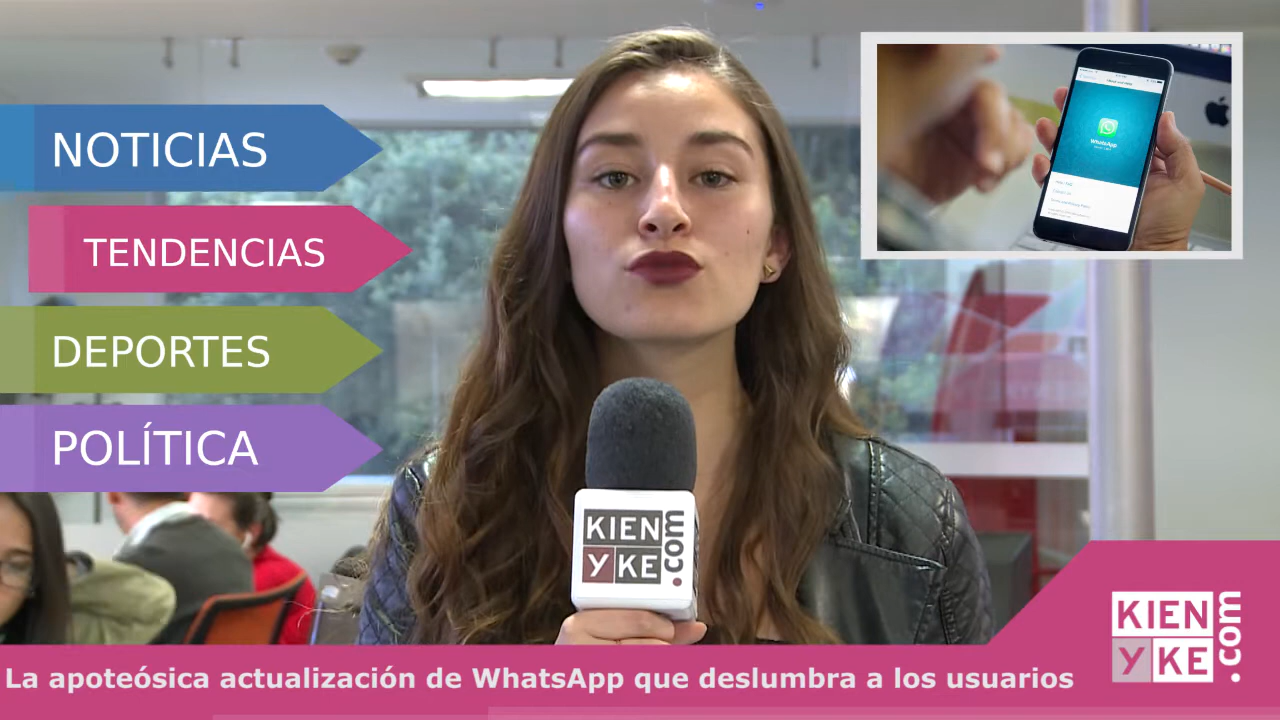 NOTICIAS
TENDENCIAS
DEPORTES
POLÍTICA
WhatsApp
KIEN
YKE
.com
KIEN
YKE
.com
La apoteósica actualización de WhatsApp que deslumbra a los usuarios